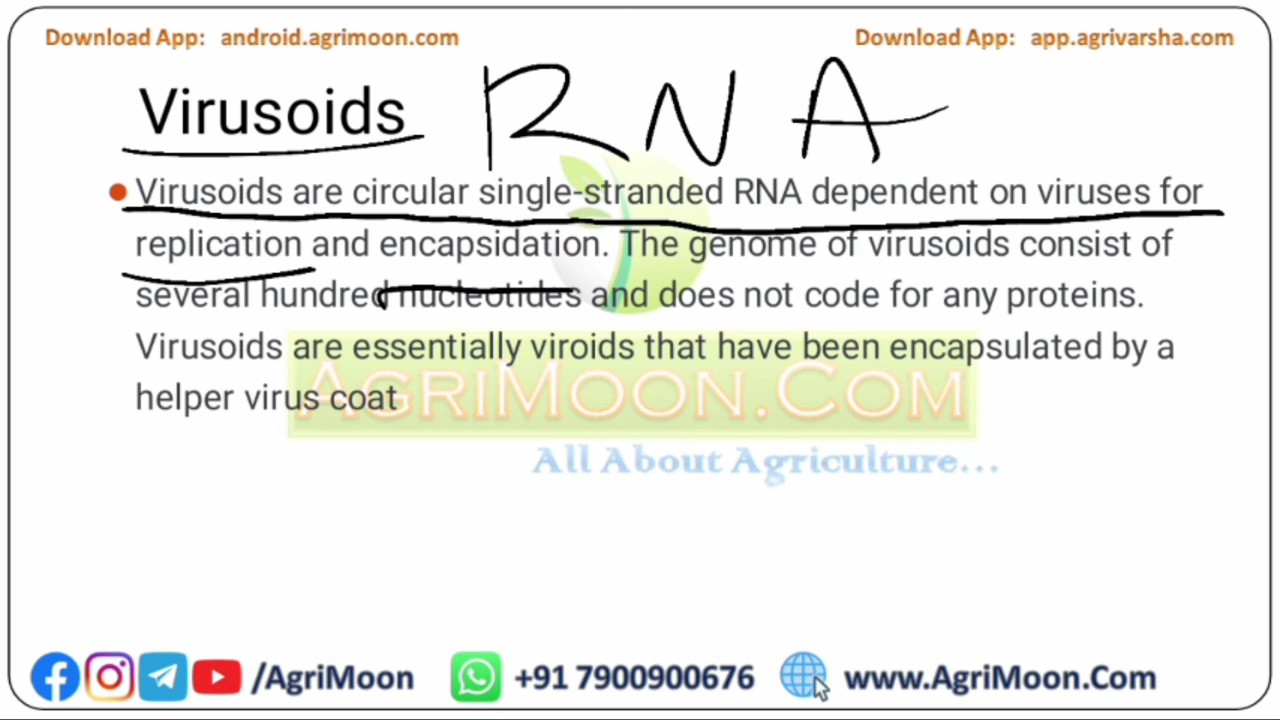 Download App: android.agrimoon.com
Download App: app.agrivarsha.com
Virusoids RNA
Virusoids are circular single-stranded RNA dependent on viruses for
replication and encapsidation. The genome of virusoids consist of
several hundred nucleotides and does not code for any proteins.
Virusoids are essentially viroids that have been encapsulated by a
helper virus coat
AgriMoon.Com
All About Agriculture...
/AgriMoon
+91 7900900676
www.AgriMoon.Com